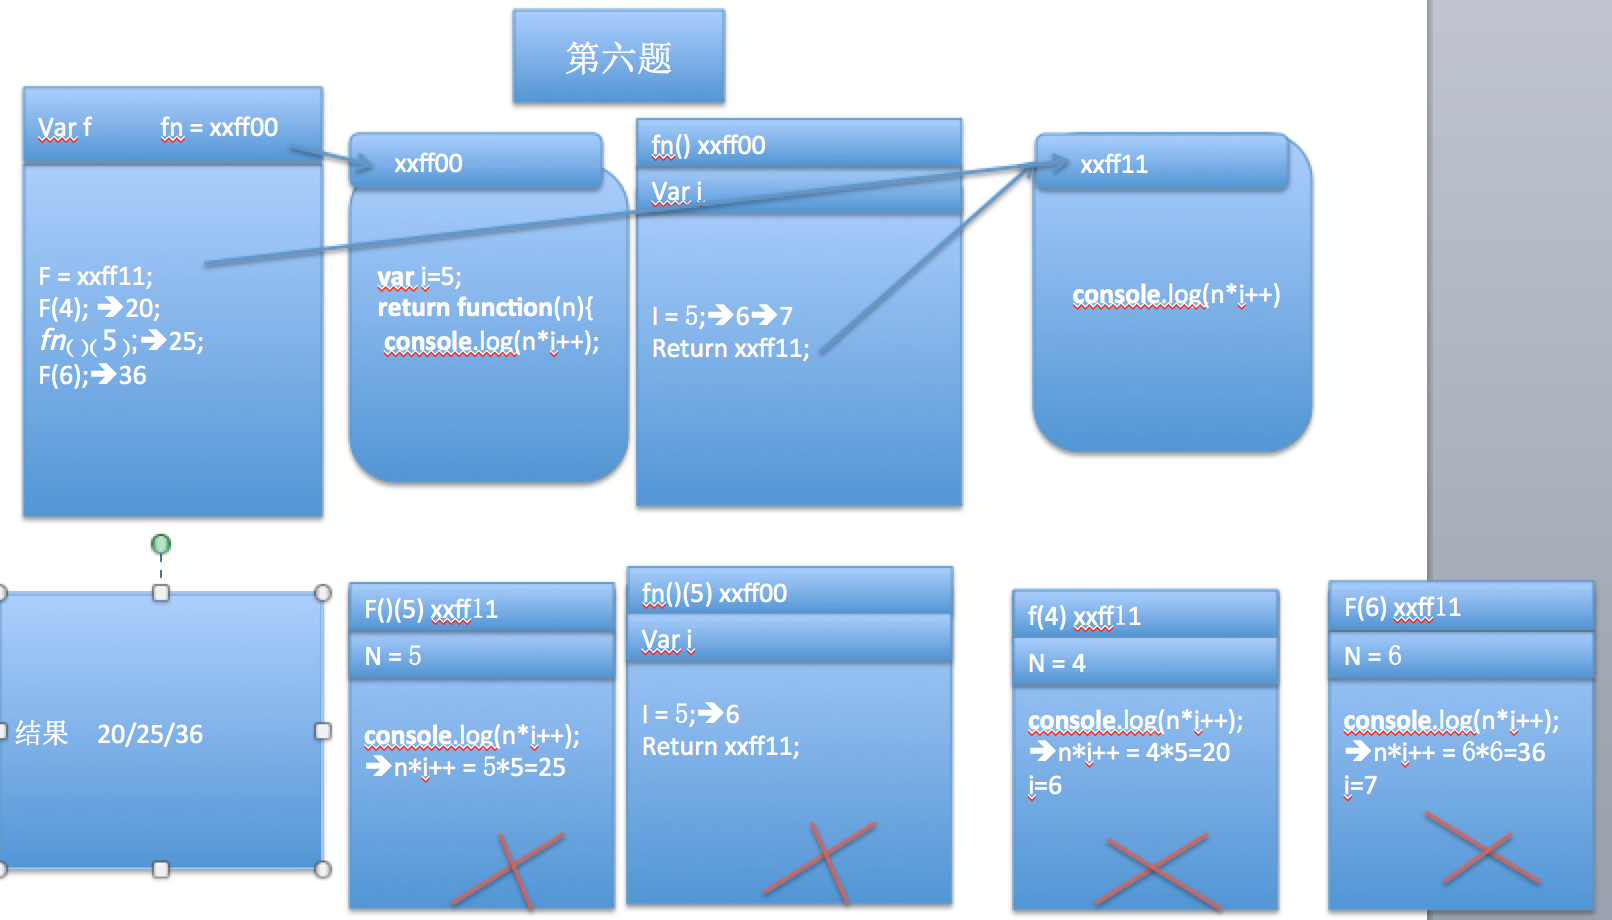 第六题
Var f fn = xxff00
F = xxff11;
F(4); ➔20;
fn()(5);➔25;
F(6);➔36
xxff00
var i=5;
return function(n){
console.log(n*i++);
fn() xxff00
Var i
I = 5;➔6➔7
Return xxff11;
xxff11
console.log(n*i++)
结果 20/25/36
F()(5) xxff11
N = 5
console.log(n*i++);
➔n*i++ = 5*5=25
fn()(5) xxff00
Var i
I = 5;➔6
Return xxff11;
f(4) xxff11
N = 4
console.log(n*i++);
➔n*i++ = 4*5=20
i=6
F(6) xxff11
N = 6
console.log(n*i++);
➔n*i++ = 6*6=36
i=7